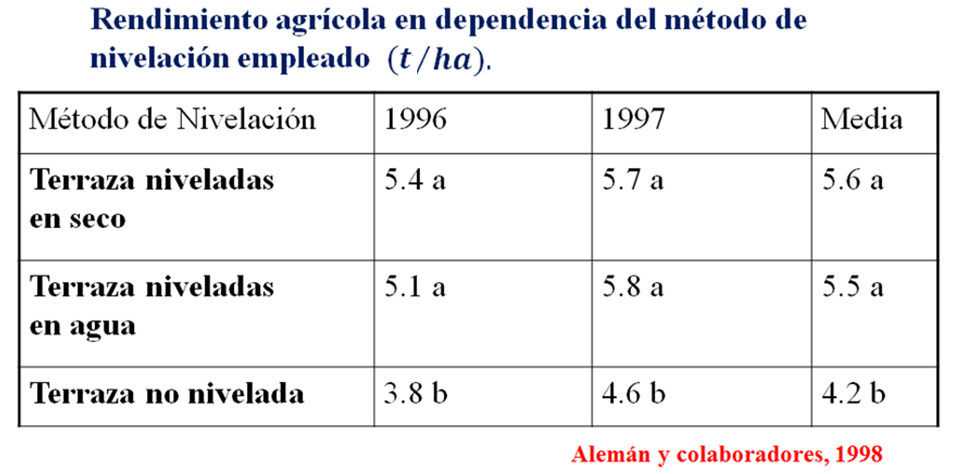 Rendimiento agrícola en dependencia del método de
nivelación empleado (t/ha).
Método de Nivelación 1996 1997 Media
Terraza niveladas 5.4 a 5.7 a 5.6 a
en seco
Terraza niveladas 5.1 a 5.8 a 5.5 a
en agua
Terraza no nivelada 3.8 b 4.6 b 4.2 b
Alemán y colaboradores, 1998